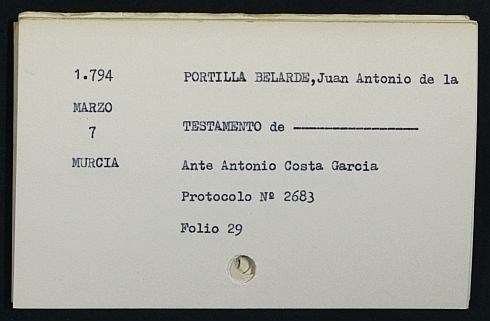 1.794 PORTILLA BELARDE,Juan Antonio de la
MARZO
7 TESTAMENTO de ------------------
MURCIA Ante Antonio Costa Garcia
Protocolo Nº 2683
Folio 29